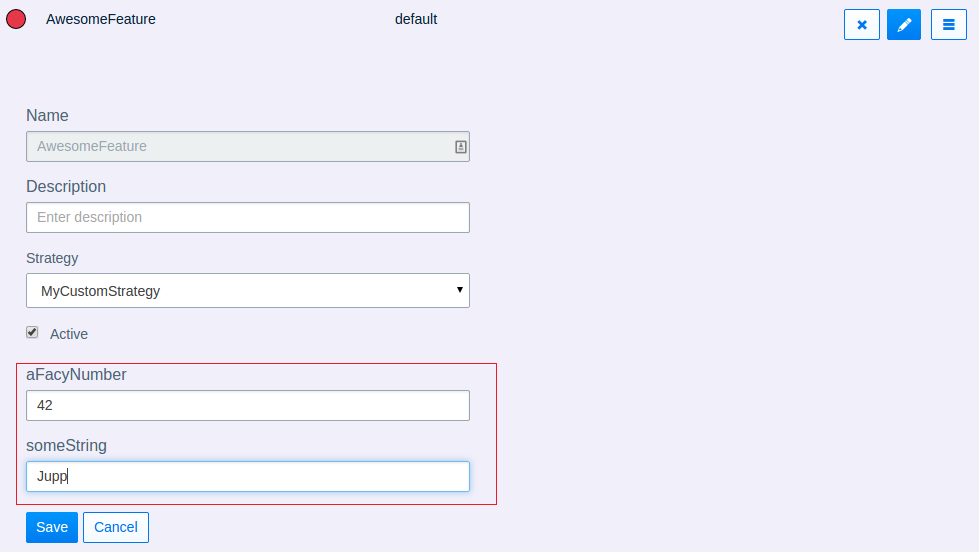 AwesomeFeature default
Name
AwesomeFeature
Description
Enter description
Strategy
MyCustomStrategy
Active
aFacyNumber
42
someString
Jupp
Save Cancel